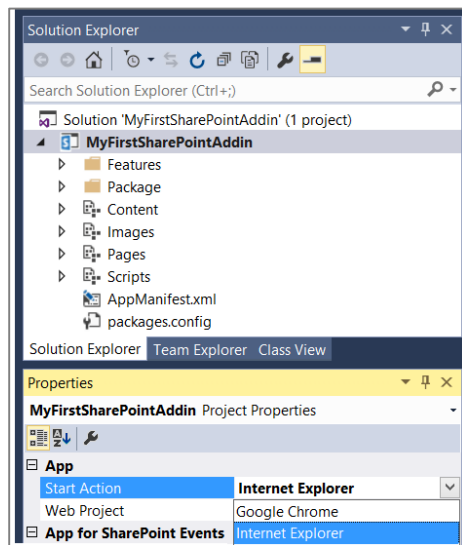 Solution Explorer
Search Solution Explorer (Ctrl+;)
Solution 'MyFirstSharePointAddin' (1 project)
MyFirstSharePointAddin
Features
Package
Content
Images
Pages
Scripts
AppManifest.xml
packages.config
Solution Explorer Team Explorer Class View
Properties
MyFirstSharePointAddin Project Properties
App
Start Action Internet Explorer
Web Project Google Chrome
App for SharePoint Events Internet Explorer